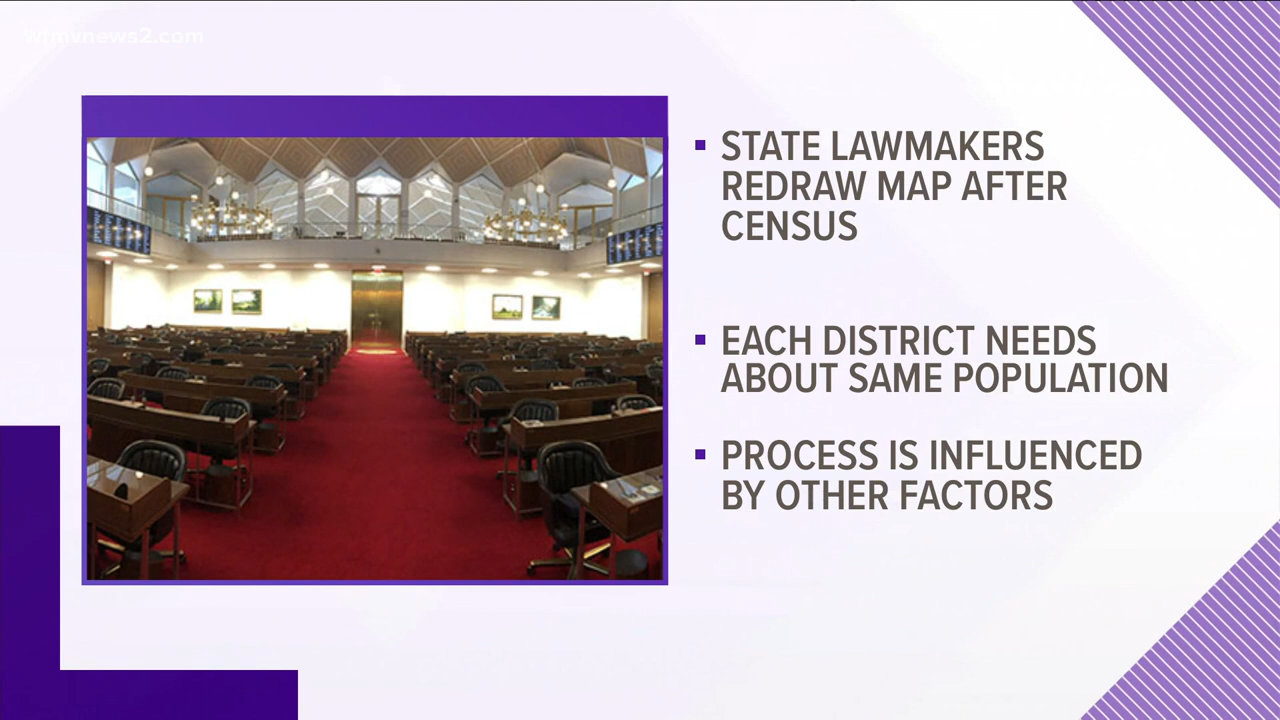 wfmynews2.com
STATE LAWMAKERS
REDRAW MAP AFTER
CENSUS
EACH DISTRICT NEEDS
ABOUT SAME POPULATION
PROCESS IS INFLUENCED
BY OTHER FACTORS